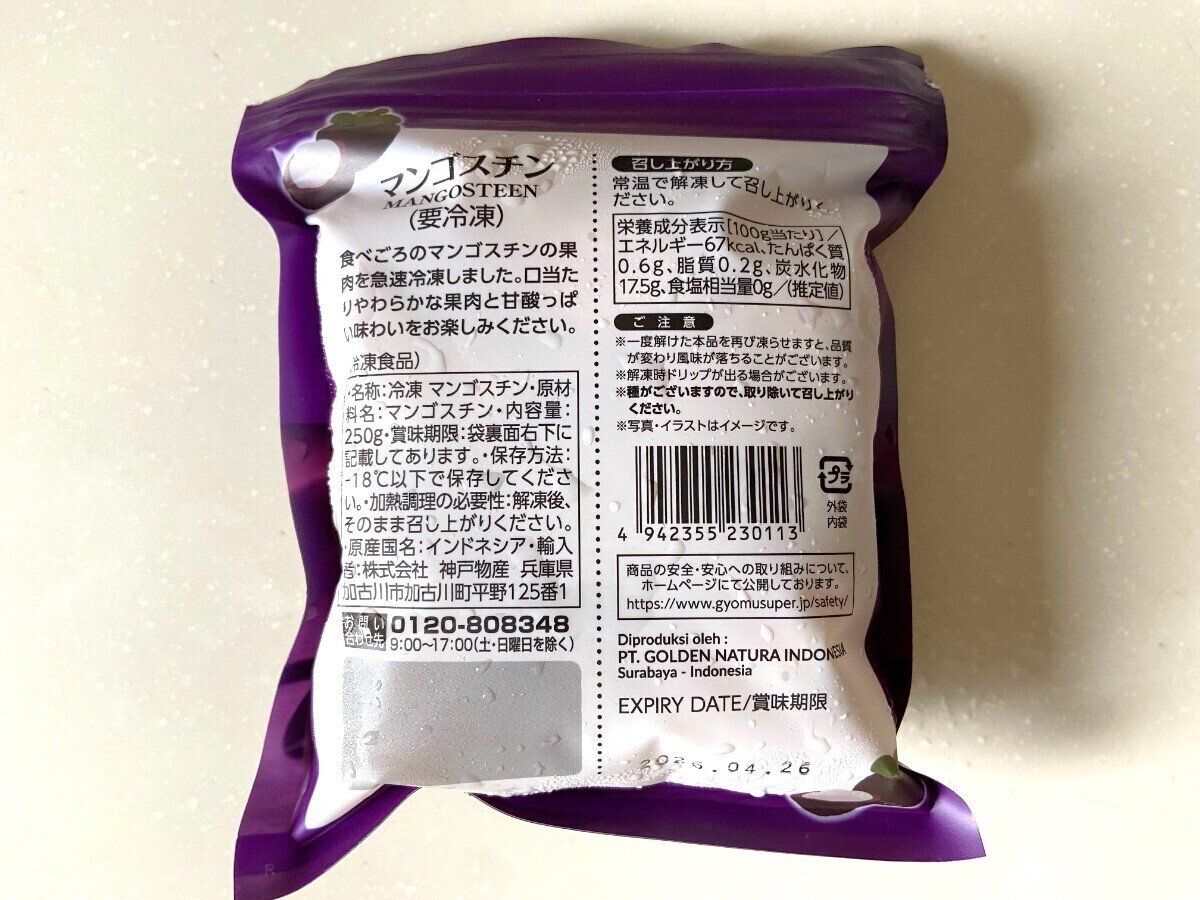 マンゴスチン
MANGOSTEEN
(要冷凍)
食べごろのマンゴスチンの果
肉を急速冷凍しました。口当た
りやわらかな果肉と甘酸っぱ
い味わいをお楽しみください。
冷凍食品)
・名称:冷凍 マンゴスチン・原材
料名:マンゴスチン・内容量:
250g・賞味期限:袋裏面右下に
記載してあります。・保存方法:
-18℃以下で保存してくださ
い。・加熱調理の必要性:解凍後、
そのまま召し上がりください。
・原産国名:インドネシア・輸入
者:株式会社 神戸物産 兵庫県
加古川市加古川町平野125番1
お問い合わせ先 0120-808348
9:00~17:00(土・日曜日を除く)
召し上がり方
常温で解凍して召し上がりく
ださい。
栄養成分表示[100g当たり]/
エネルギー67kcal、たんぱく質
0.6g、脂質0.2g、炭水化物
17.5g、食塩相当量0g/(推定値)
ご注意
※一度解けた本品を再び凍らせますと、品質
が変わり風味が落ちることがございます。
※解凍時ドリップが出る場合がございます。
※種がございますので、取り除いて召し上がり
ください。
※写真・イラストはイメージです。
4 942355 230113
プラ
外袋
内袋
商品の安全・安心への取り組みについて、
ホームページにて公開しております。
https://www.gyomusuper.jp/safety/
Diproduksi oleh :
PT. GOLDEN NATURA INDONESIA
Surabaya - Indonesia
EXPIRY DATE/賞味期限
2026.04.26
R